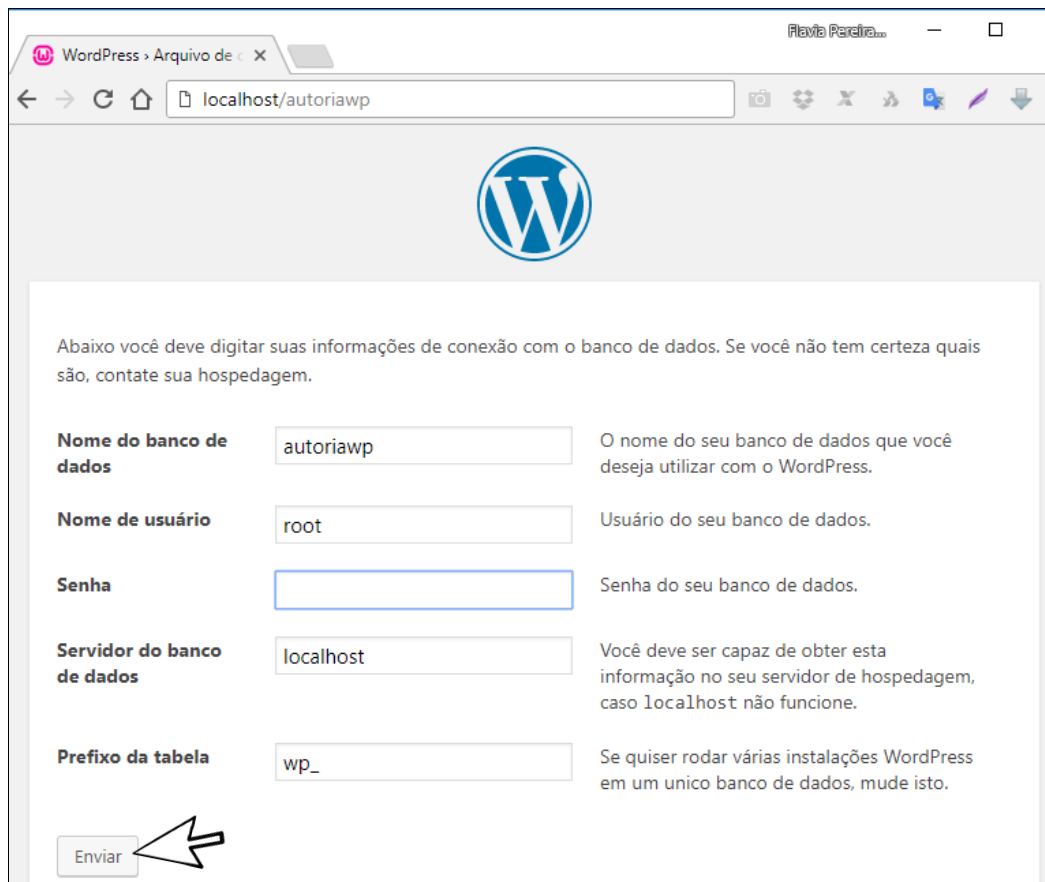 Flavia Pereira...
WordPress › Arquivo de c
localhost/autoriawp
Abaixo você deve digitar suas informações de conexão com o banco de dados. Se você não tem certeza quais
são, contate sua hospedagem.
Nome do banco de
dados
autoriawp
O nome do seu banco de dados que você
deseja utilizar com o WordPress.
Nome de usuário
root
Usuário do seu banco de dados.
Senha
Senha do seu banco de dados.
Servidor do banco
de dados
localhost
Você deve ser capaz de obter esta
informação no seu servidor de hospedagem,
caso localhost não funcione.
Prefixo da tabela
wp_
Se quiser rodar várias instalações WordPress
em um unico banco de dados, mude isto.
Enviar